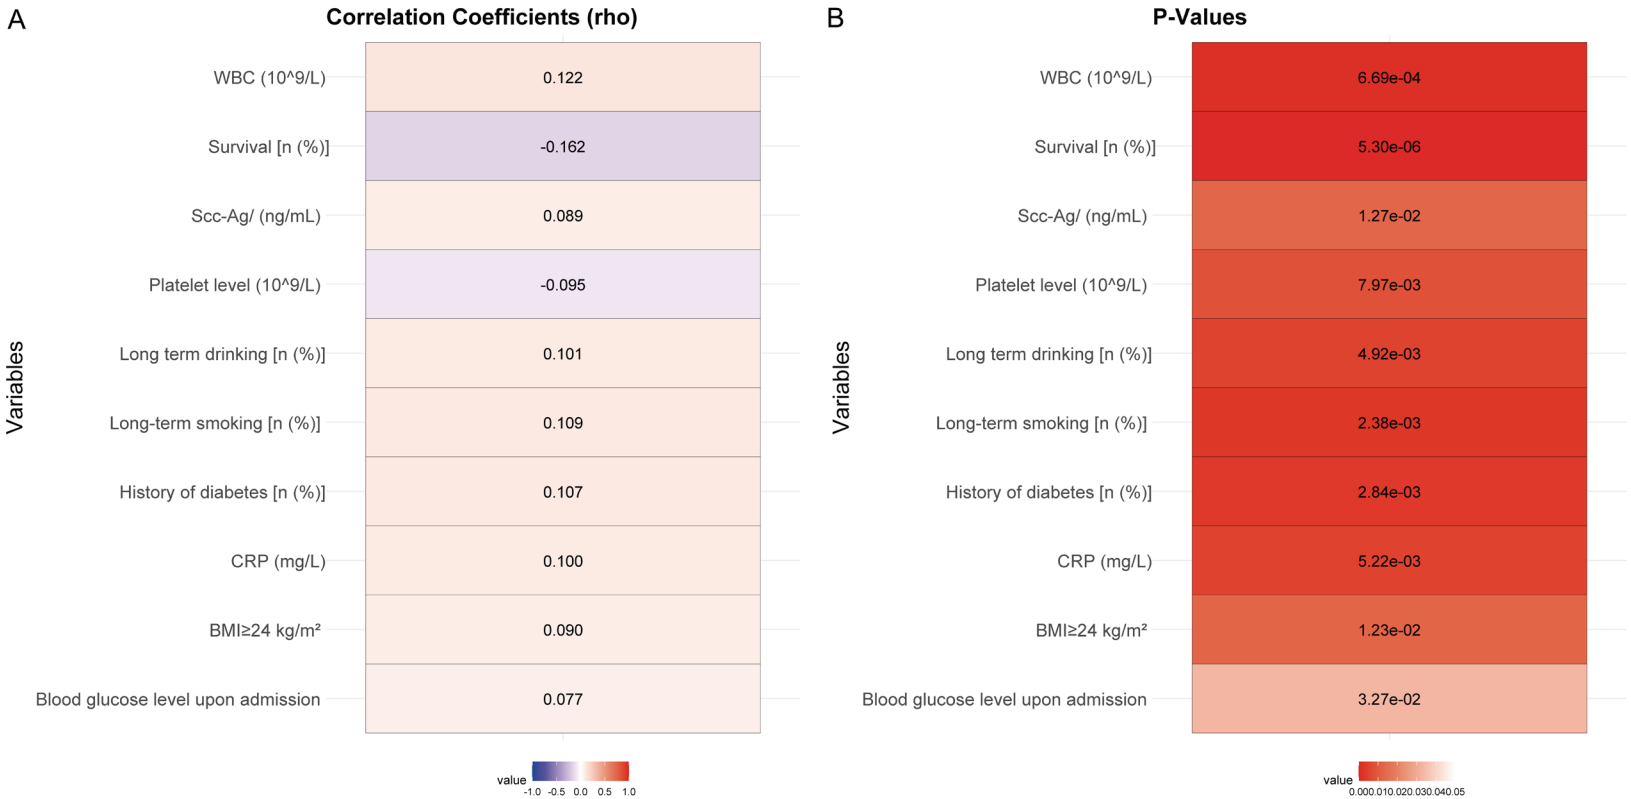 A
Correlation Coefficients (rho)
WBC (10^9/L)
0.122
Survival [n (%)]
-0.162
Scc-Ag/ (ng/mL)
0.089
Platelet level (10^9/L)
-0.095
Long term drinking [n (%)]
0.101
Long-term smoking [n (%)]
0.109
History of diabetes [n (%)]
0.107
CRP (mg/L)
0.100
BMI≥24 kg/m²
0.090
Blood glucose level upon admission
0.077
Variables
value
-1.0 -0.5 0.0 0.5 1.0
B
P-Values
WBC (10^9/L)
6.69e-04
Survival [n (%)]
5.30e-06
Scc-Ag/ (ng/mL)
1.27e-02
Platelet level (10^9/L)
7.97e-03
Long term drinking [n (%)]
4.92e-03
Long-term smoking [n (%)]
2.38e-03
History of diabetes [n (%)]
2.84e-03
CRP (mg/L)
5.22e-03
BMI≥24 kg/m²
1.23e-02
Blood glucose level upon admission
3.27e-02
Variables
value
0.000.010.020.030.040.05